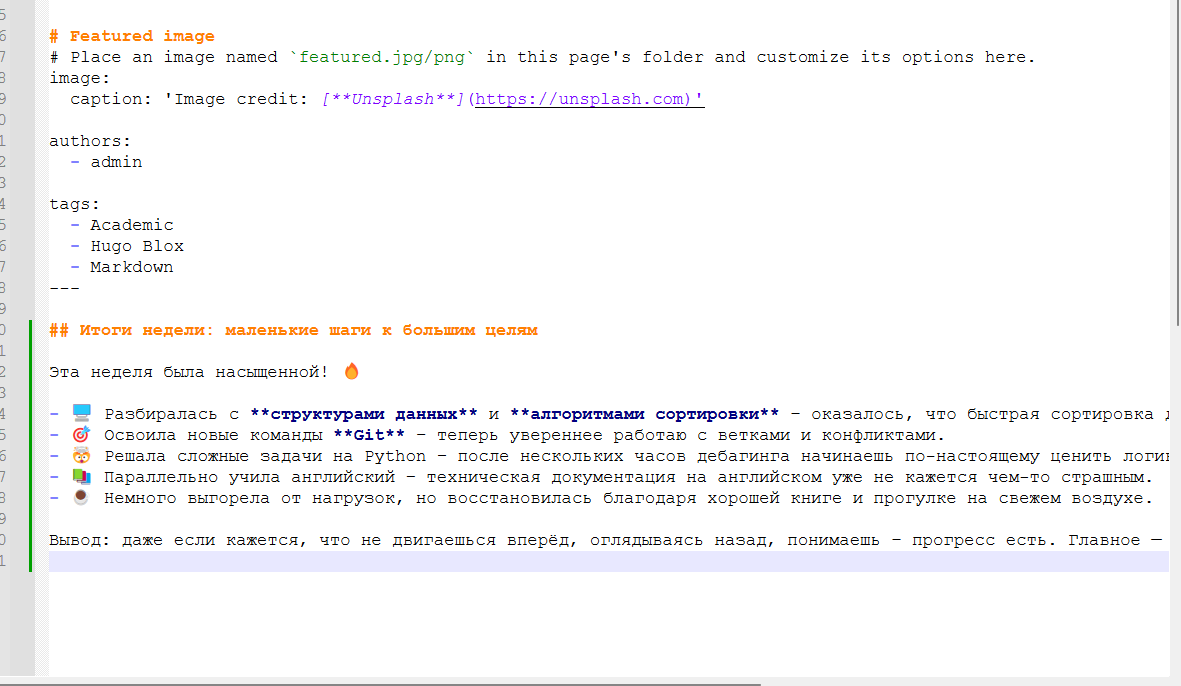 5
6 # Featured image
7 # Place an image named `featured.jpg/png` in this page's folder and customize its options here.
8 image:
9   caption: 'Image credit: [**Unsplash**](https://unsplash.com)'
0
1 authors:
2   - admin
3
4 tags:
5   - Academic
6   - Hugo Blox
7   - Markdown
8 ---
9
0 ## Итоги недели: маленькие шаги к большим целям
1
2 Эта неделя была насыщенной! 🔥
3
4 - 🖥️ Разбиралась с **структурами данных** и **алгоритмами сортировки** – оказалось, что быстрая сортировка
5 - 🎯 Освоила новые команды **Git** – теперь увереннее работаю с ветками и конфликтами.
6 - 🤯 Решала сложные задачи на Python – после нескольких часов дебагинга начинаешь по-настоящему ценить
7 - 📚 Параллельно учила английский – техническая документация на английском уже не кажется чем-то страшным.
8 - ☕ Немного выгорела от нагрузок, но восстановилась благодаря хорошей книге и прогулке на свежем воздухе.
9
0 Вывод: даже если кажется, что не двигаешься вперёд, оглядываясь назад, понимаешь – прогресс есть. Главное —
1